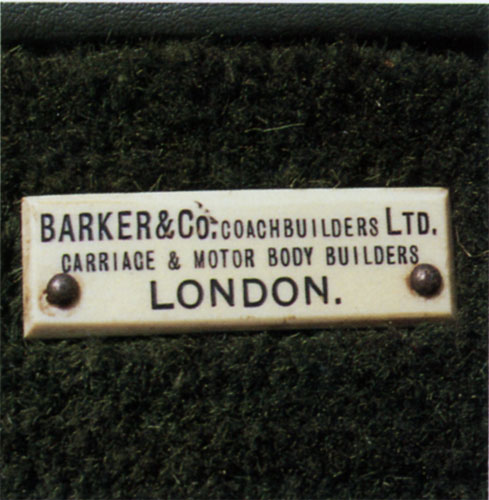 BARKER & CO. COACHBUILDERS LTD.
CARRIAGE & MOTOR BODY BUILDERS
LONDON.